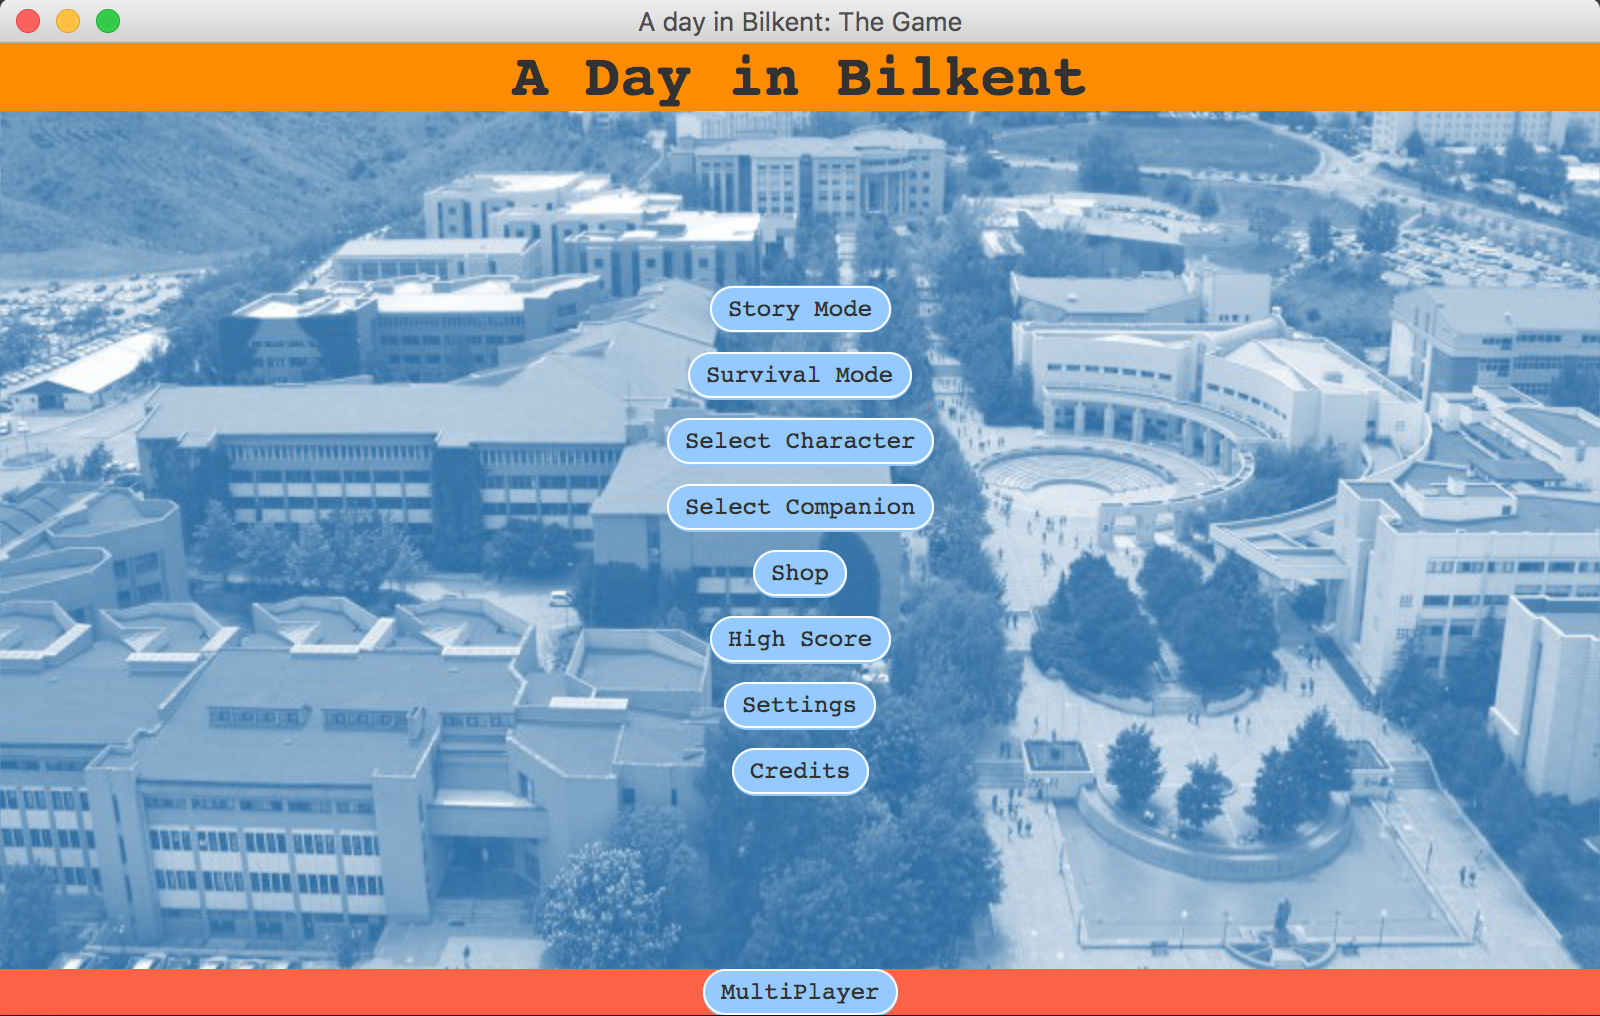 A day in Bilkent: The Game
A Day in Bilkent
Story Mode
Survival Mode
Select Character
Select Companion
Shop
High Score
Settings
Credits
MultiPlayer